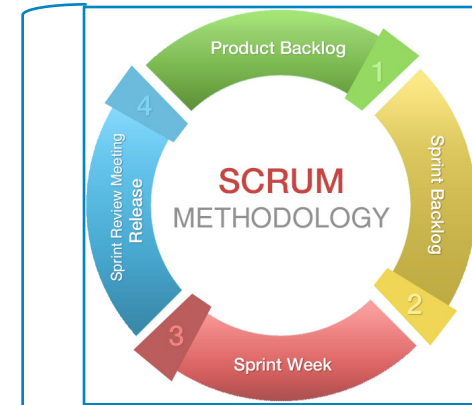 Product Backlog
1
Sprint Backlog
2
Sprint Week
3
Sprint Review Meeting
Release
4
SCRUM
METHODOLOGY